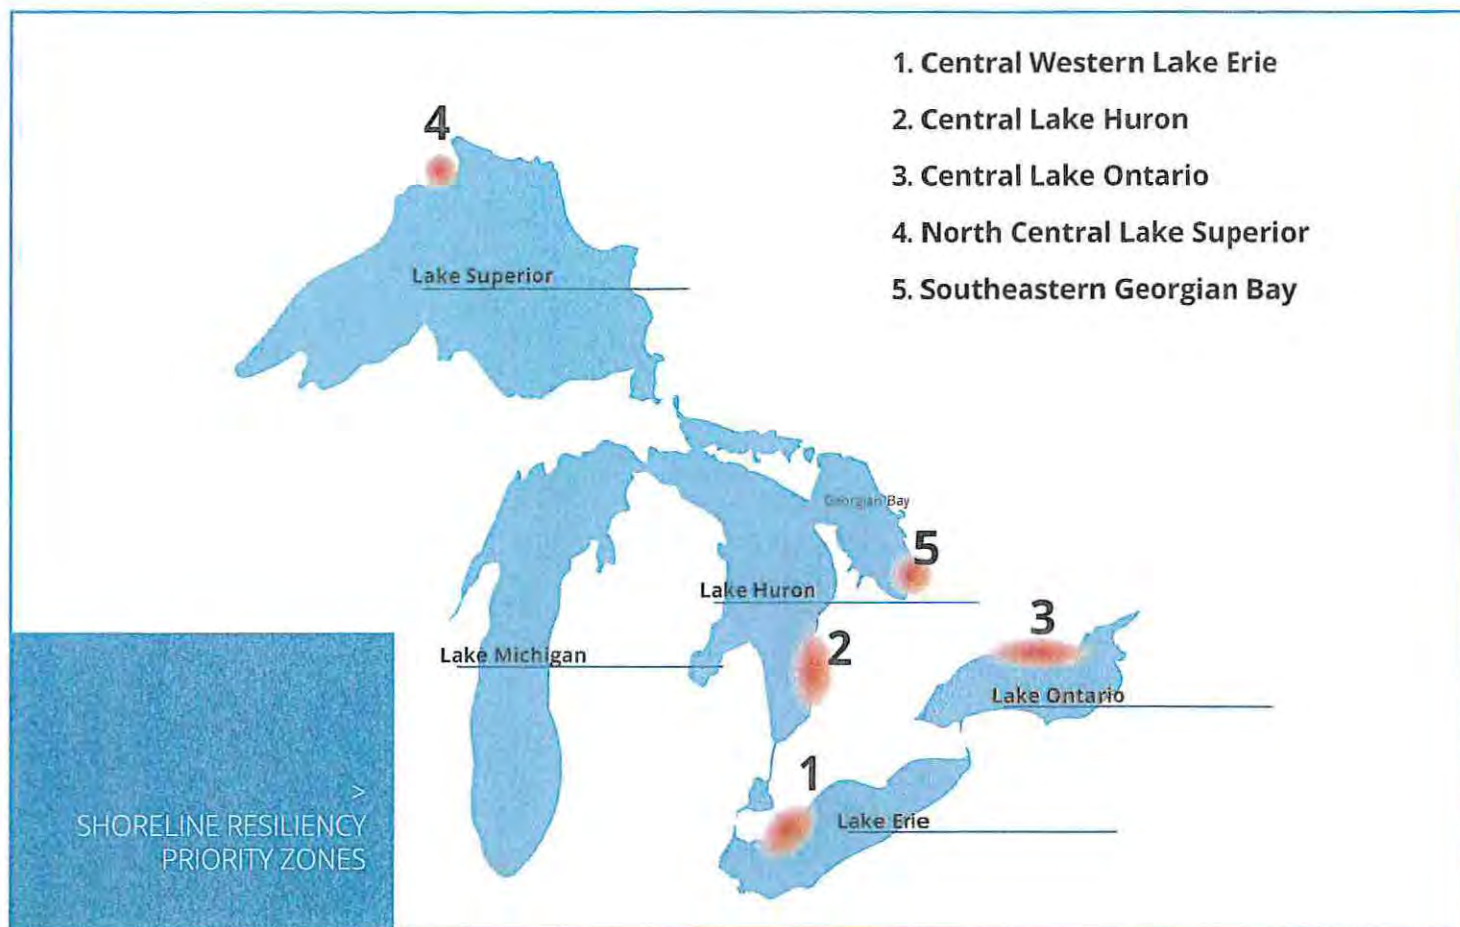 1. Central Western Lake Erie
2. Central Lake Huron
3. Central Lake Ontario
4. North Central Lake Superior
5. Southeastern Georgian Bay
4
Lake Superior
Georgian Bay
5
Lake Huron
3
2
Lake Michigan
Lake Ontario
1
Lake Erie
>
SHORELINE RESILIENCY
PRIORITY ZONES